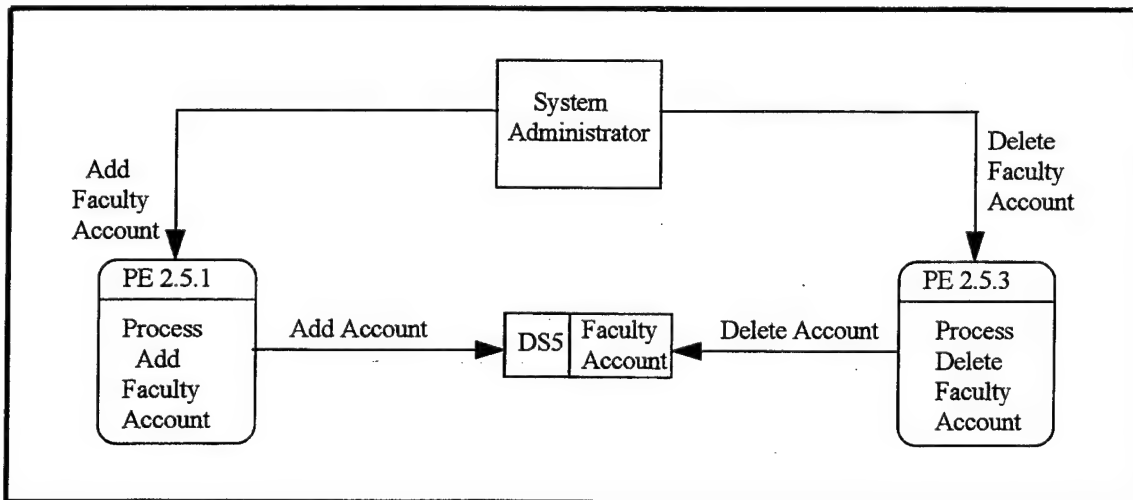 System
Administrator
Add
Faculty
Account
Delete
Faculty
Account
PE 2.5.1
Process
Add
Faculty
Account
Add Account
DS5
Faculty
Account
Delete Account
PE 2.5.3
Process
Delete
Faculty
Account